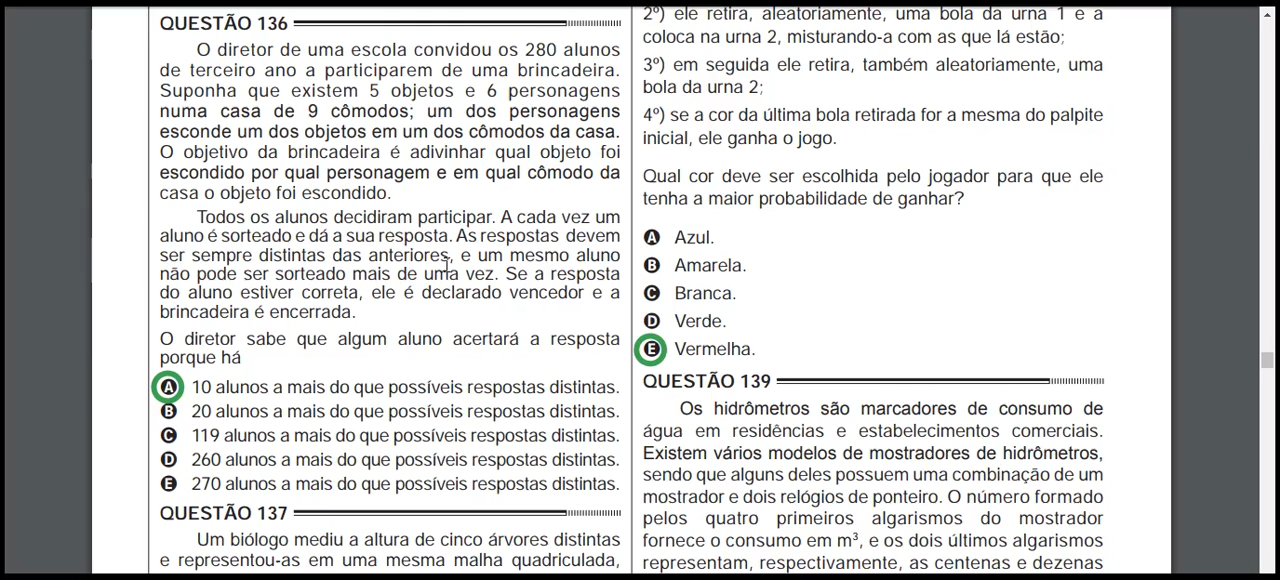 QUESTÃO 136
O diretor de uma escola convidou os 280 alunos
de terceiro ano a participarem de uma brincadeira.
Suponha que existem 5 objetos e 6 personagens
numa casa de 9 cômodos; um dos personagens
esconde um dos objetos em um dos cômodos da casa.
O objetivo da brincadeira é adivinhar qual objeto foi
escondido por qual personagem e em qual cômodo da
casa o objeto foi escondido.
Todos os alunos decidiram participar. A cada vez um
aluno é sorteado e dá a sua resposta. As respostas devem
ser sempre distintas das anteriores, e um mesmo aluno
não pode ser sorteado mais de uma vez. Se a resposta
do aluno estiver correta, ele é declarado vencedor e a
brincadeira é encerrada.
O diretor sabe que algum aluno acertará a resposta
porque há
A 10 alunos a mais do que possíveis respostas distintas.
B 20 alunos a mais do que possíveis respostas distintas.
C 119 alunos a mais do que possíveis respostas distintas.
D 260 alunos a mais do que possíveis respostas distintas.
E 270 alunos a mais do que possíveis respostas distintas.
QUESTÃO 137
Um biólogo mediu a altura de cinco árvores distintas
e representou-as em uma mesma malha quadriculada,
2º) ele retira, aleatoriamente, uma bola da urna 1 e a
coloca na urna 2, misturando-a com as que lá estão;
3º) em seguida ele retira, também aleatoriamente, uma
bola da urna 2;
4º) se a cor da última bola retirada for a mesma do palpite
inicial, ele ganha o jogo.
Qual cor deve ser escolhida pelo jogador para que ele
tenha a maior probabilidade de ganhar?
A Azul.
B Amarela.
C Branca.
D Verde.
E Vermelha.
QUESTÃO 139
Os hidrômetros são marcadores de consumo de
água em residências e estabelecimentos comerciais.
Existem vários modelos de mostradores de hidrômetros,
sendo que alguns deles possuem uma combinação de um
mostrador e dois relógios de ponteiro. O número formado
pelos quatro primeiros algarismos do mostrador
fornece o consumo em m³, e os dois últimos algarismos
representam, respectivamente, as centenas e dezenas